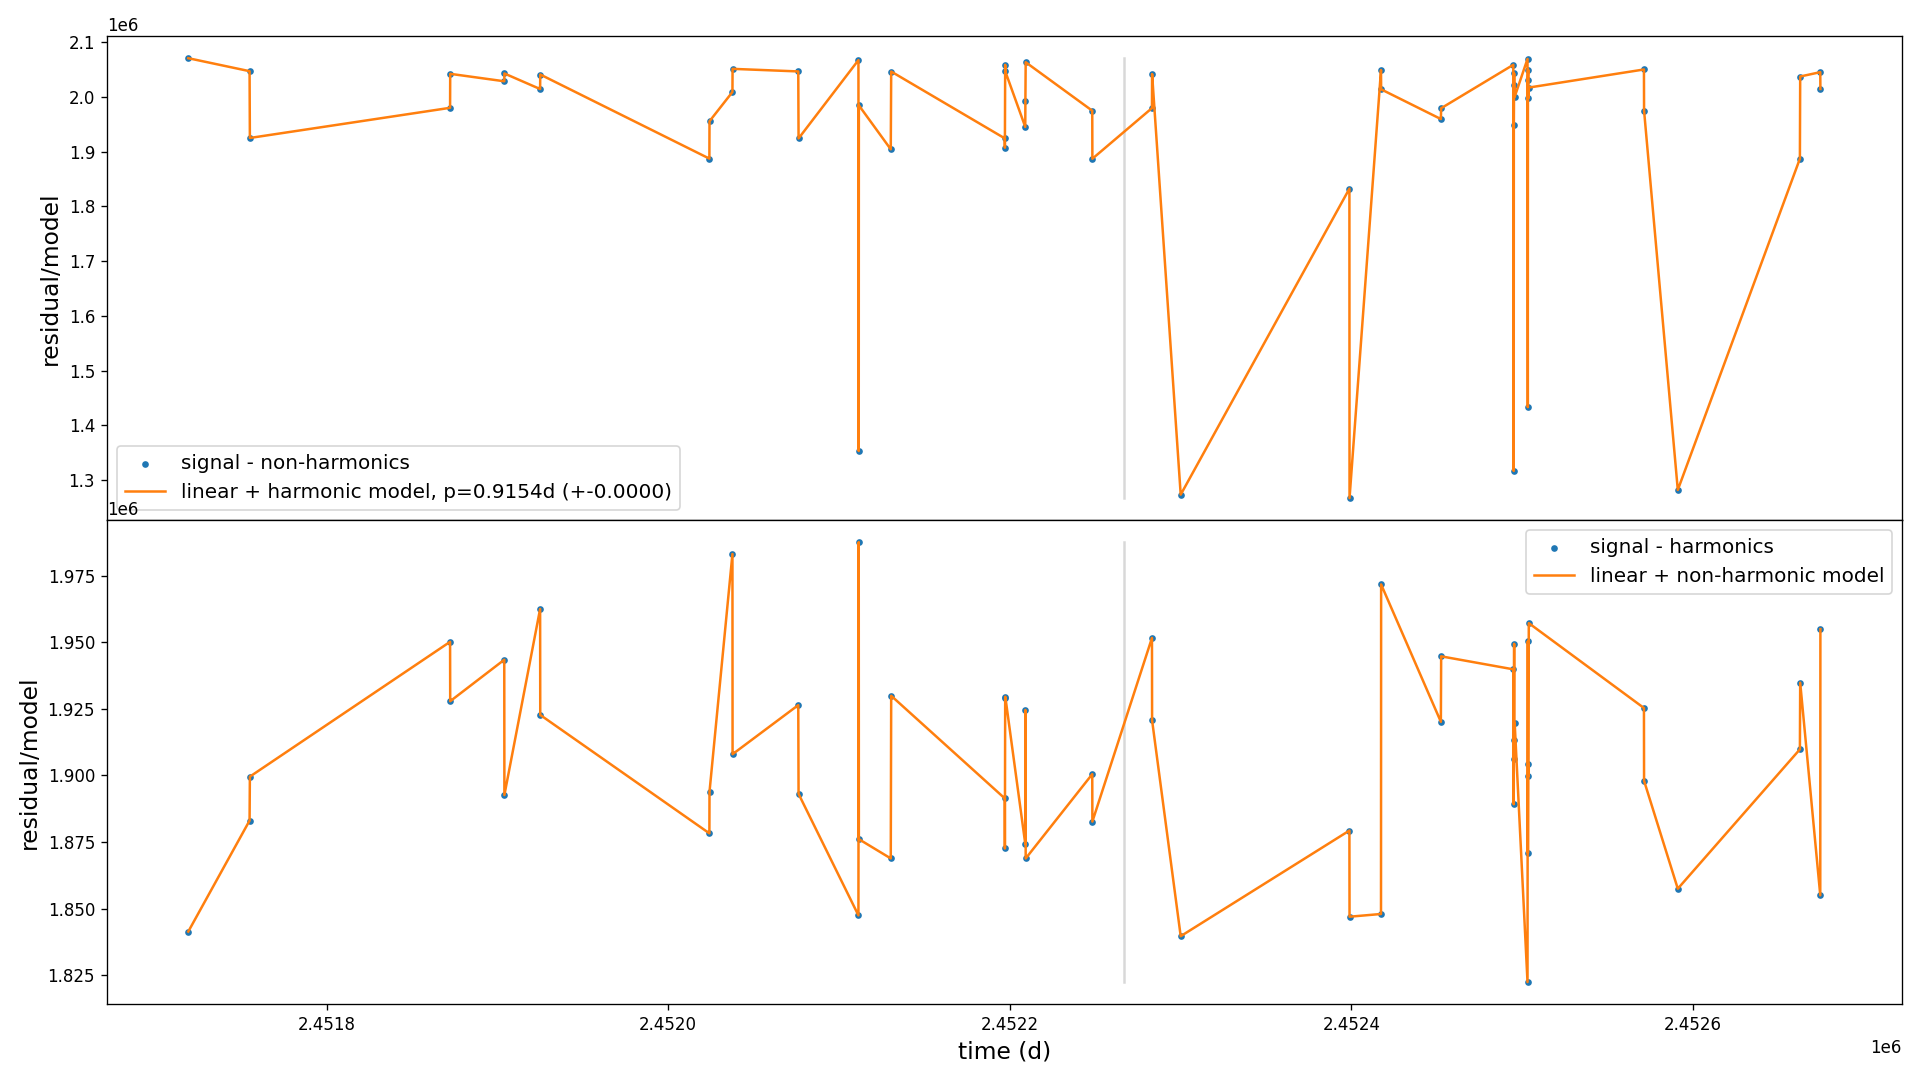 1e6
2.1
2.0
1.9
1.8
1.7
1.6
1.5
1.4
1.3
residual/model
signal - non-harmonics
linear + harmonic model, p=0.9154d (+-0.0000)
1e6
1.975
1.950
1.925
1.900
1.875
1.850
1.825
residual/model
signal - harmonics
linear + non-harmonic model
2.4518
2.4520
2.4522
2.4524
2.4526
time (d)
1e6